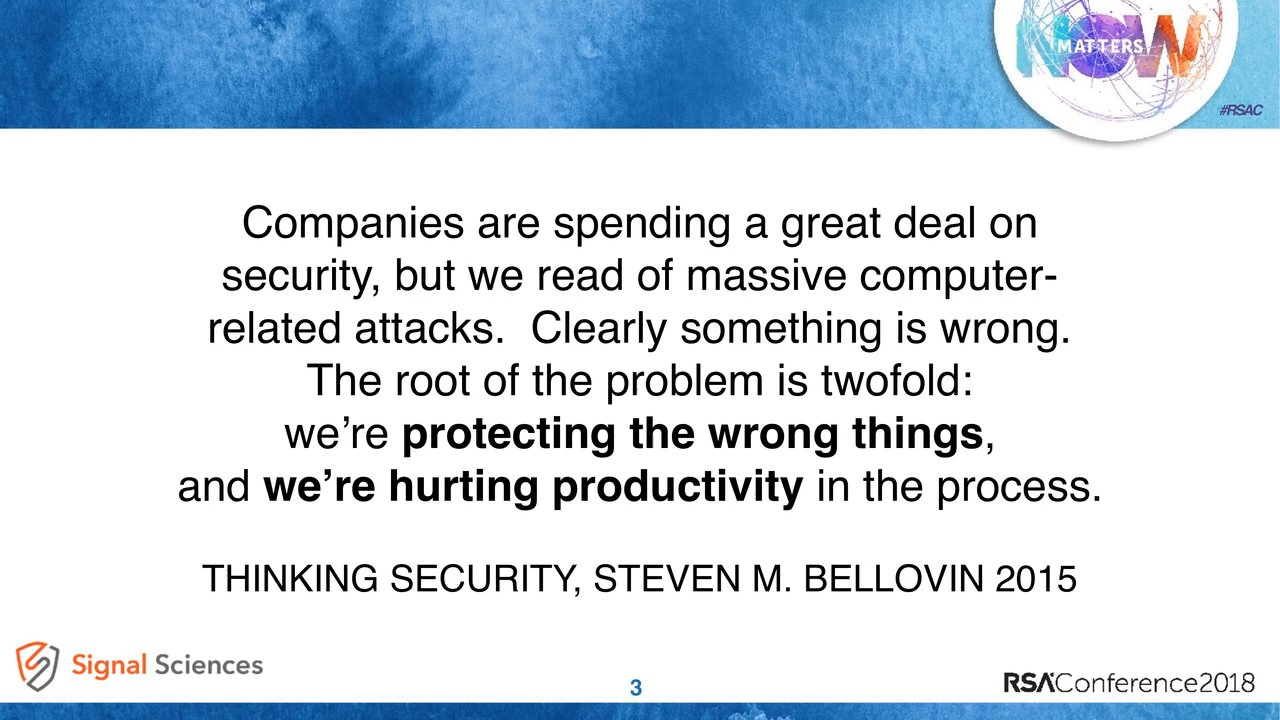 NOW
MATTERS
#RSAC
Companies are spending a great deal on
security, but we read of massive computer-
related attacks.  Clearly something is wrong.
The root of the problem is twofold:
we’re protecting the wrong things,
and we’re hurting productivity in the process.
THINKING SECURITY, STEVEN M. BELLOVIN 2015
Signal Sciences
3
RSAConference2018